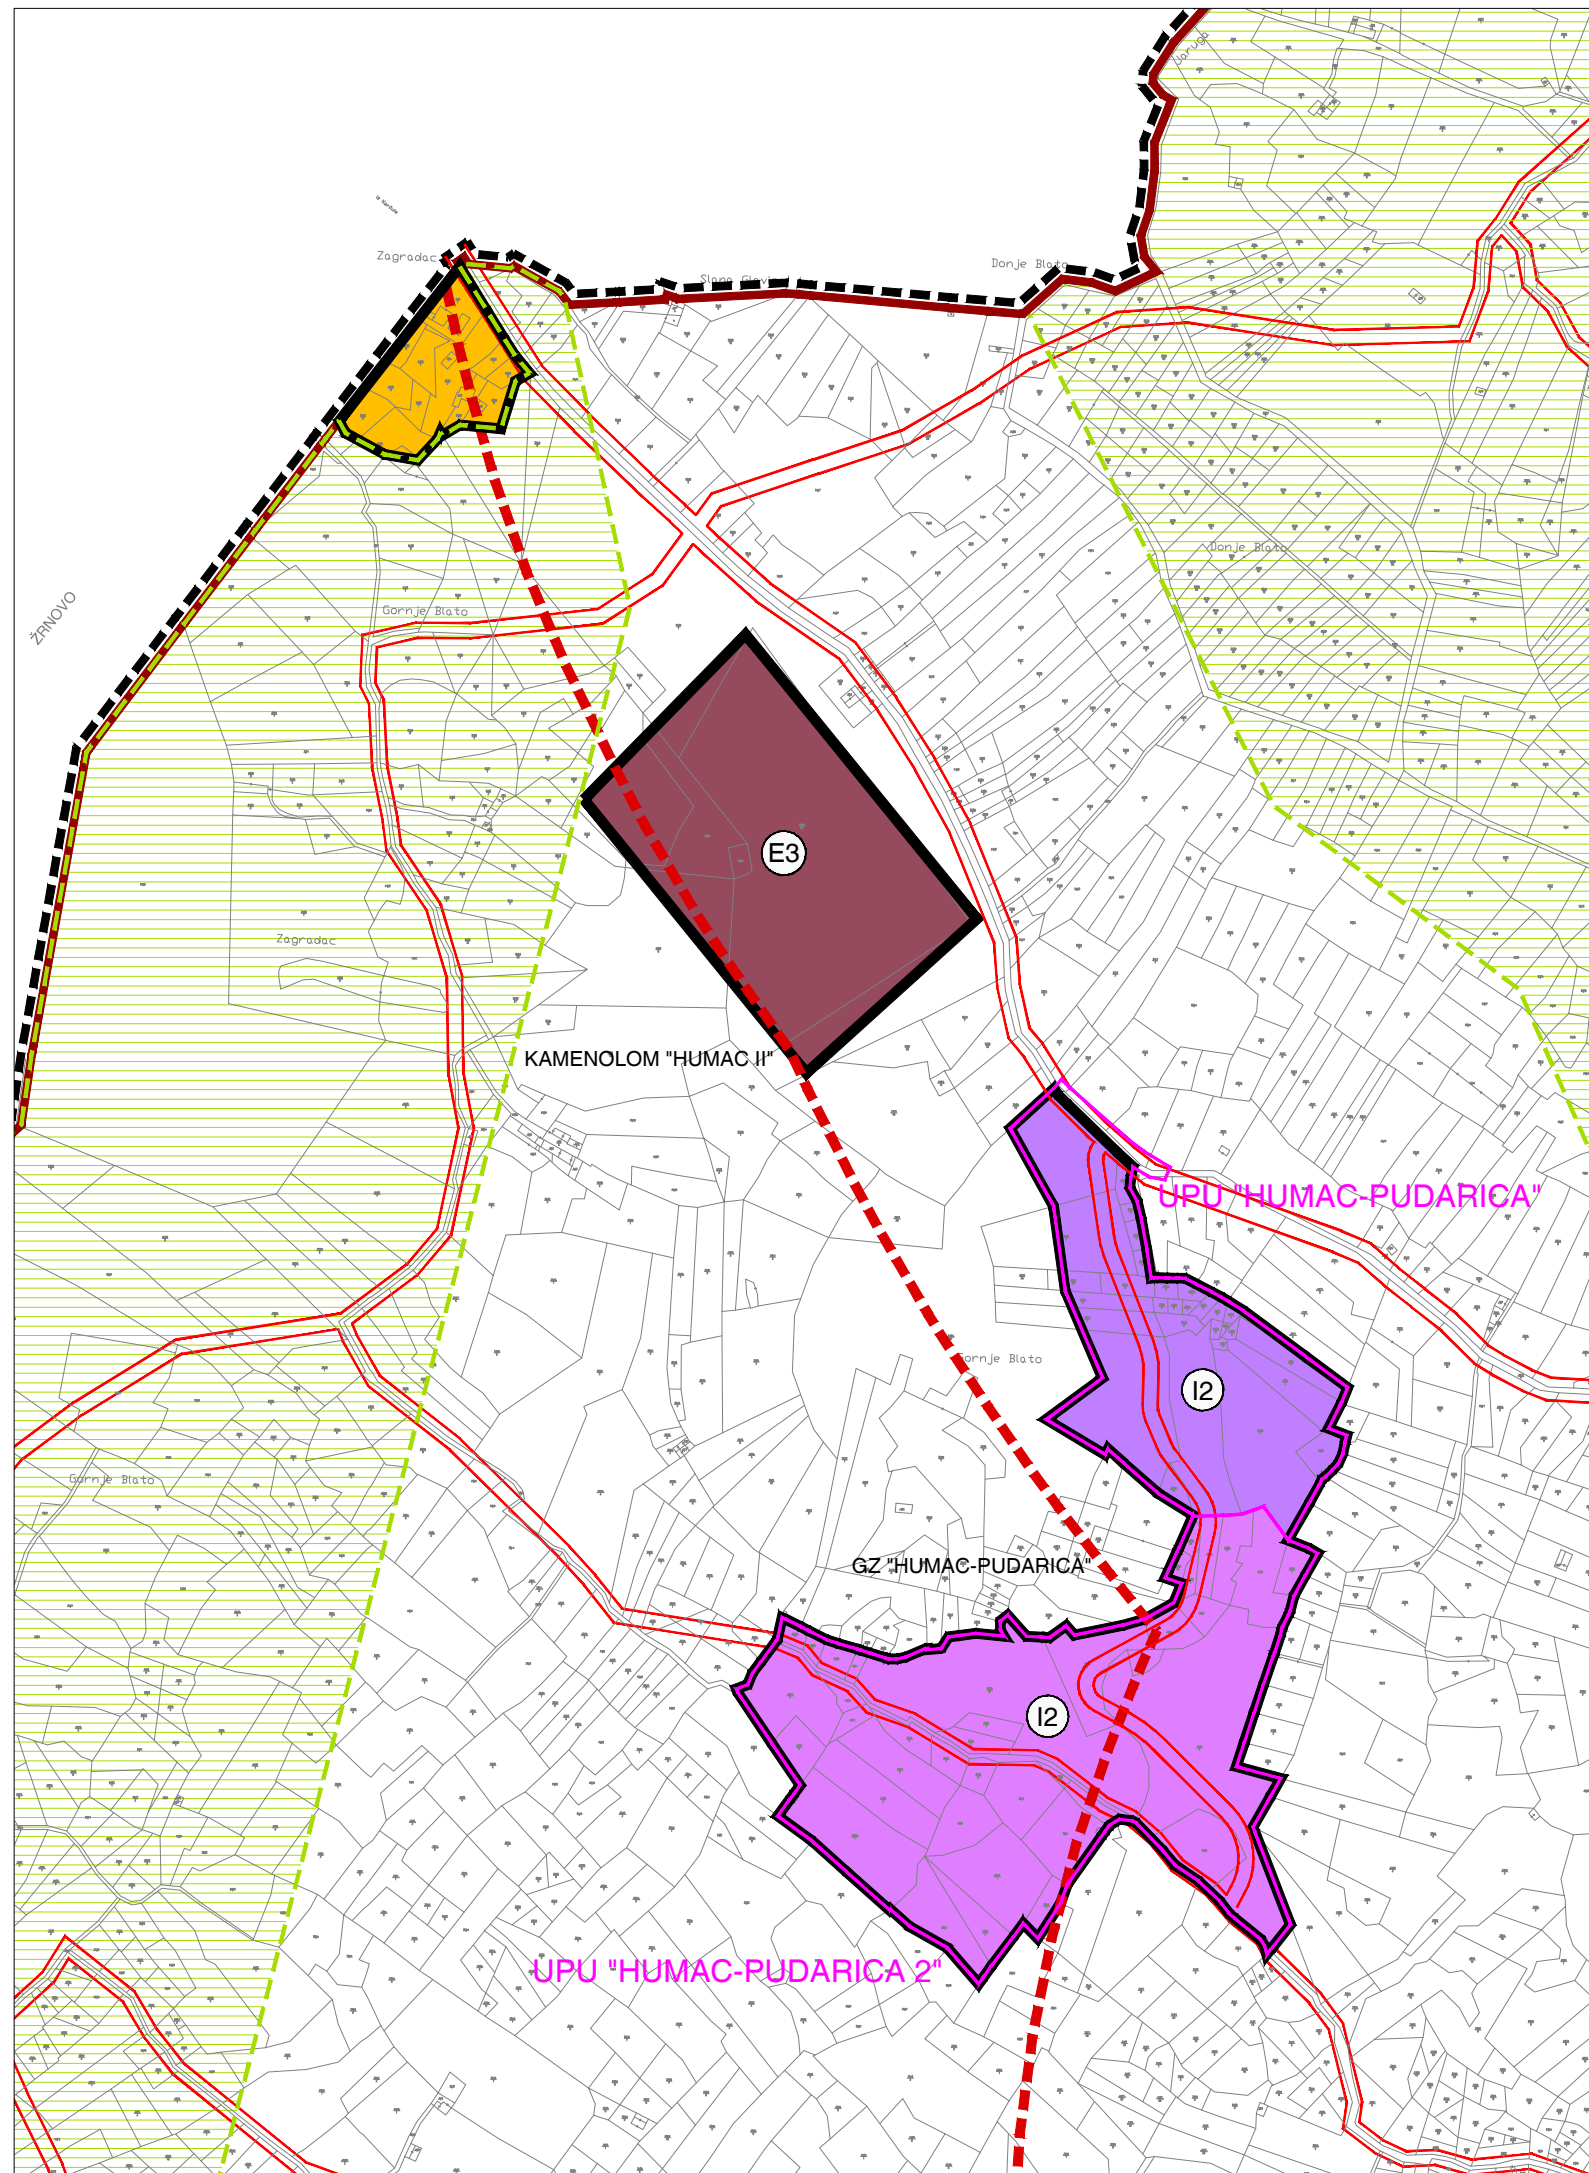 Jaruga
Zagradac
Donje Blato
Donje Blato
Gornje Blato
ŽRNOVO
E3
Zagradac
KAMENOLOM "HUMAC II"
UPU "HUMAC-PUDARICA"
Gornje Blato
I2
Gornje Blato
GZ "HUMAC-PUDARICA"
I2
UPU "HUMAC-PUDARICA 2"